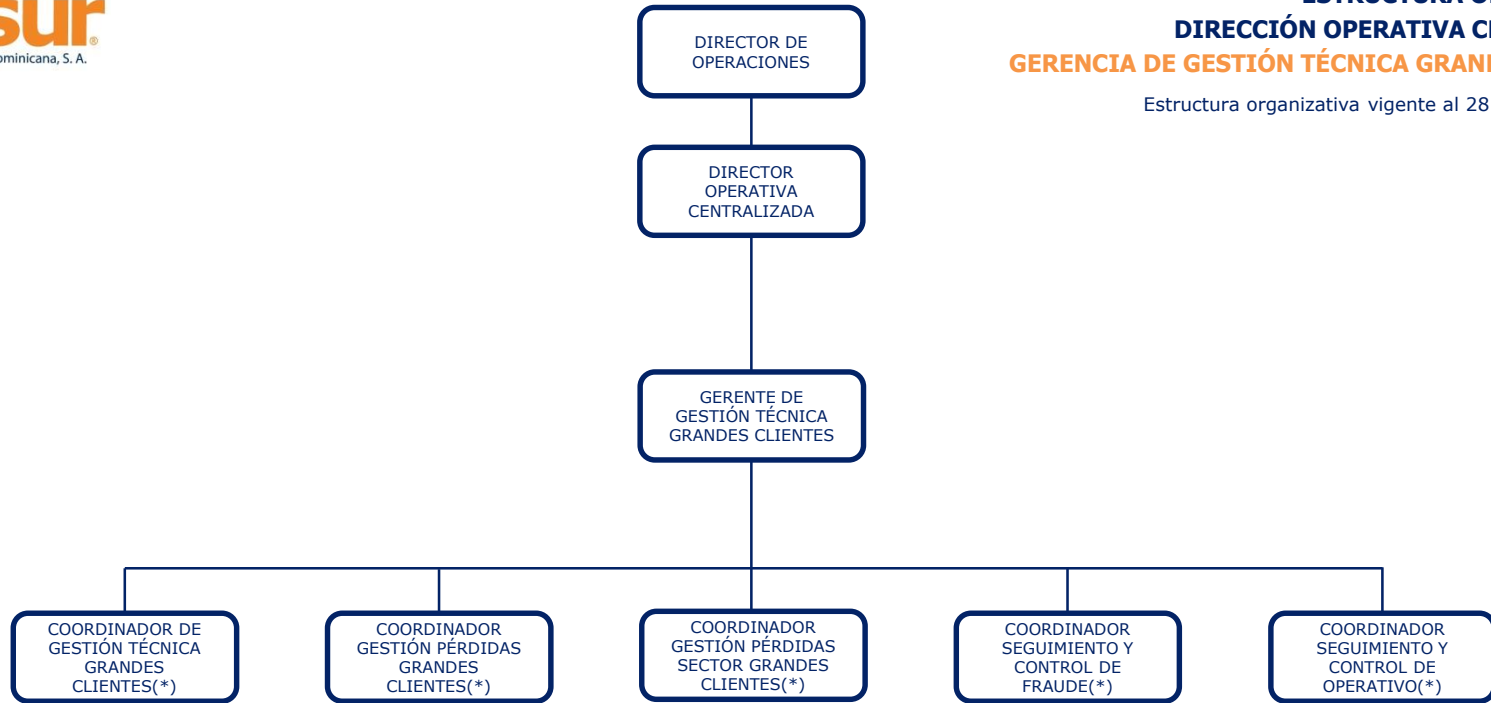 sur®
ominicana, S. A.
ESTRUCTURA
DIRECCIÓN OPERATIVA
GERENCIA DE GESTIÓN TÉCNICA
Estructura organizativa vigente al 28
DIRECTOR DE
OPERACIONES
DIRECTOR
OPERATIVA
CENTRALIZADA
GERENTE DE
GESTIÓN TÉCNICA
GRANDES CLIENTES
COORDINADOR DE
GESTIÓN TÉCNICA
GRANDES
CLIENTES(*)
COORDINADOR
GESTIÓN PÉRDIDAS
GRANDES
CLIENTES(*)
COORDINADOR
GESTIÓN PÉRDIDAS
SECTOR GRANDES
CLIENTES(*)
COORDINADOR
SEGUIMIENTO Y
CONTROL DE
FRAUDE(*)
COORDINADOR
SEGUIMIENTO Y
CONTROL DE
OPERATIVO(*)